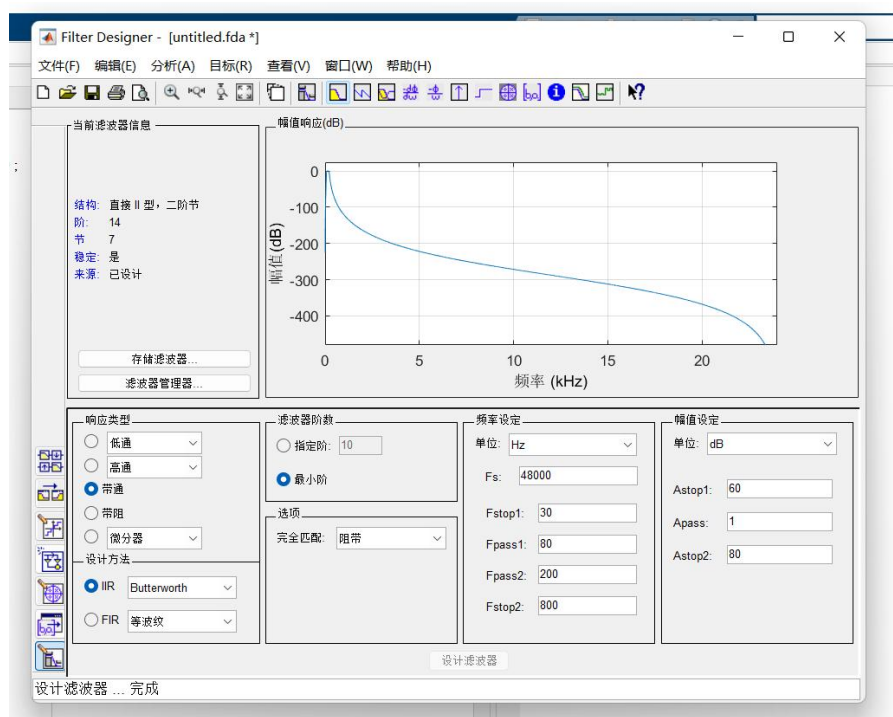 Filter Designer - [untitled.fda *]
文件(F) 编辑(E) 分析(A) 目标(R) 查看(V) 窗口(W) 帮助(H)
;
当前滤波器信息
结构: 直接 II 型，二阶节
阶: 14
节 7
稳定: 是
来源: 已设计
存储滤波器...
滤波器管理器...
幅值响应(dB)
0
-100
-200
-300
-400
幅值(dB)
0 5 10 15 20
频率 (kHz)
响应类型
低通
高通
带通
带阻
微分器
设计方法
IIR Butterworth
FIR 等波纹
滤波器阶数
指定阶: 10
最小阶
选项
完全匹配: 阻带
频率设定
单位: Hz
Fs: 48000
Fstop1: 30
Fpass1: 80
Fpass2: 200
Fstop2: 800
幅值设定
单位: dB
Astop1: 60
Apass: 1
Astop2: 80
设计滤波器
设计滤波器 ... 完成